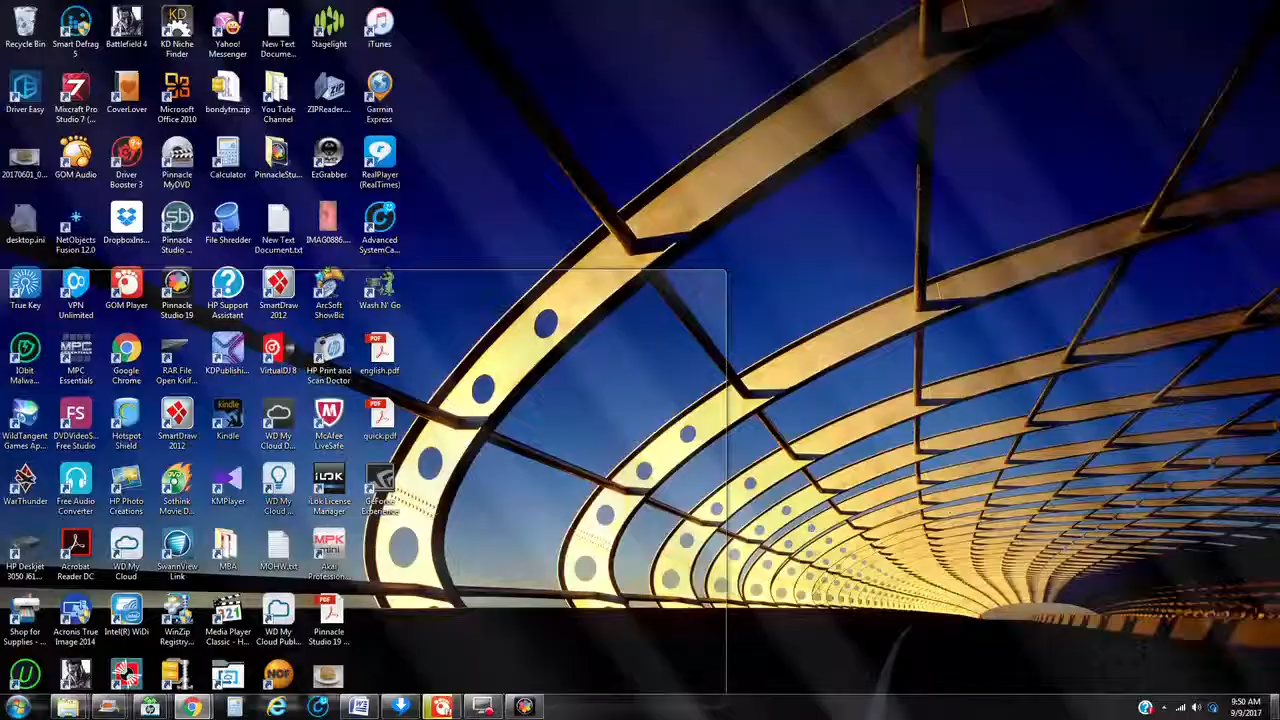 Recycle Bin
Smart Defrag
5
Battlefield 4
KD Niche
Finder
Yahoo!
Messenger
New Text
Docume...
Stagelight
iTunes
Driver Easy
Mixcraft Pro
Studio 7 (...
CoverLover
Microsoft
Office 2010
bondytm.zip
You Tube
Channel
ZIPReader....
Garmin
Express
20170601_0...
GOM Audio
Driver
Booster 3
Pinnacle
MyDVD
Calculator
PinnacleStu...
EzGrabber
RealPlayer
(RealTimes)
desktop.ini
NetObjects
Fusion 12.0
DropboxIns...
Pinnacle
Studio ...
File Shredder
New Text
Document.txt
IMAG0886...
Advanced
SystemCa...
True Key
VPN
Unlimited
GOM Player
Pinnacle
Studio 19
HP Support
Assistant
SmartDraw
2012
ArcSoft
ShowBiz
Wash N' Go
IObit
Malwa...
MPC
Essentials
Google
Chrome
RAR File
Open Knif...
KDPublishi...
VirtualDJ 8
HP Print and
Scan Doctor
english.pdf
WildTangent
Games Ap...
DVDVideoS...
Free Studio
Hotspot
Shield
SmartDraw
2012
Kindle
WD My
Cloud D...
McAfee
LiveSafe
quick.pdf
WarThunder
Free Audio
Converter
HP Photo
Creations
Sothink
Movie D...
KMPlayer
WD My
Cloud ...
iLok License
Manager
GeForce
Experience
HP Deskjet
3050 J61...
Acrobat
Reader DC
WD My
Cloud
SwannView
Link
MBA
MOHW.txt
Akai
Profession...
Shop for
Supplies - ...
Acronis True
Image 2014
Intel(R) WiDi
WinZip
Registry...
Media Player
Classic - H...
WD My
Cloud Publ...
Pinnacle
Studio 19 ...
9:50 AM
9/9/2017